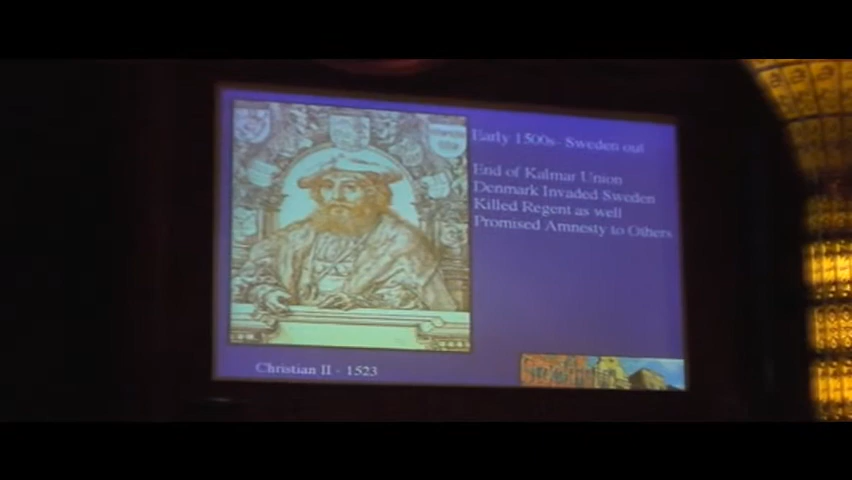 Early 1500s- Sweden out
End of Kalmar Union
Denmark Invaded Sweden
Killed Regent as well
Promised Amnesty to Others
Christian II - 1523